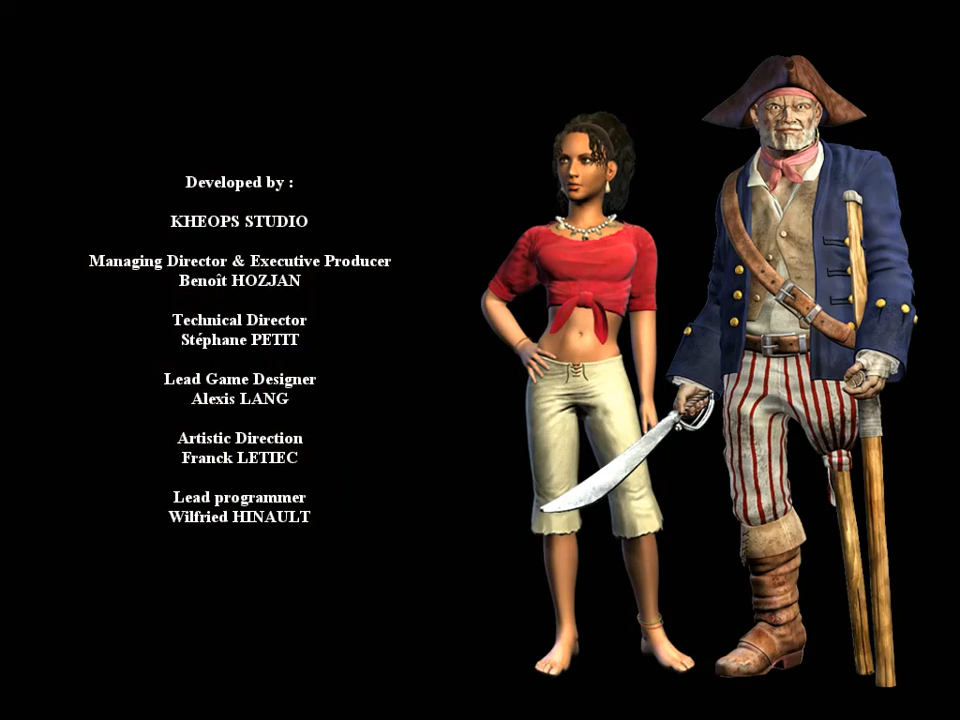 Developed by :
KHEOPS STUDIO
Managing Director & Executive Producer
Benoît HOZJAN
Technical Director
Stéphane PETIT
Lead Game Designer
Alexis LANG
Artistic Direction
Franck LETIEC
Lead programmer
Wilfried HINAULT